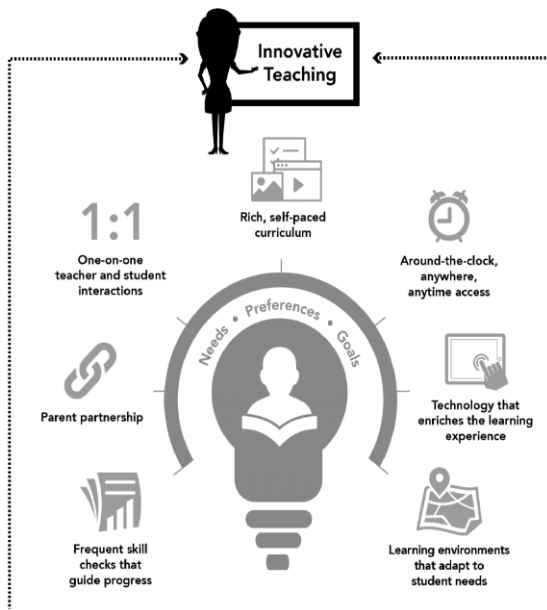 Innovative
Teaching
Rich, self-paced
curriculum
1:1
One-on-one
teacher and student
interactions
Around-the-clock,
anywhere,
anytime access
Needs • Preferences • Goals
Parent partnership
Technology that
enriches the learning
experience
Frequent skill
checks that
guide progress
Learning environments
that adapt to
student needs